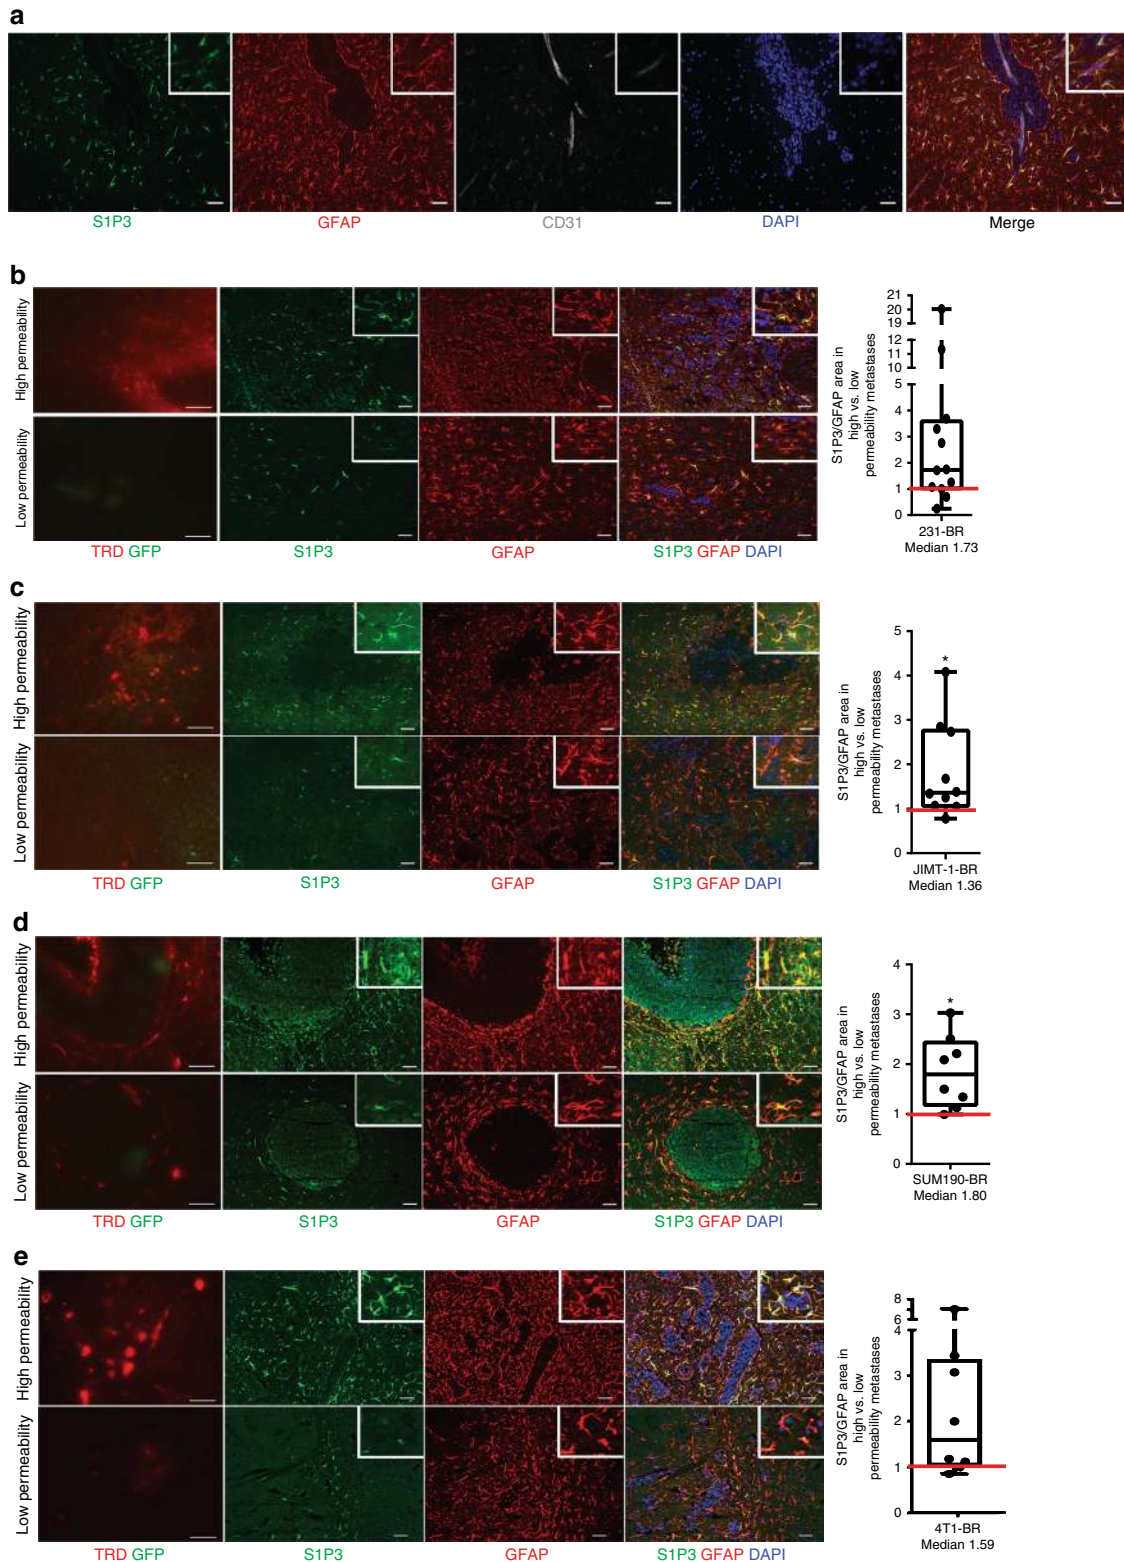 a
S1P3 GFAP CD31 DAPI Merge
b
High permeability
Low permeability
TRD GFP S1P3 GFAP S1P3 GFAP DAPI
S1P3/GFAP area in
high vs. low
permeability metastases
21
20
19
12
11
10
5
4
3
2
1
0
231-BR
Median 1.73
c
High permeability
Low permeability
TRD GFP S1P3 GFAP S1P3 GFAP DAPI
S1P3/GFAP area in
high vs. low
permeability metastases
5
4
3
2
1
0
*
JIMT-1-BR
Median 1.36
d
High permeability
Low permeability
TRD GFP S1P3 GFAP S1P3 GFAP DAPI
S1P3/GFAP area in
high vs. low
permeability metastases
4
3
2
1
0
*
SUM190-BR
Median 1.80
e
High permeability
Low permeability
TRD GFP S1P3 GFAP S1P3 GFAP DAPI
S1P3/GFAP area in
high vs. low
permeability metastases
8
6
4
3
2
1
0
4T1-BR
Median 1.59